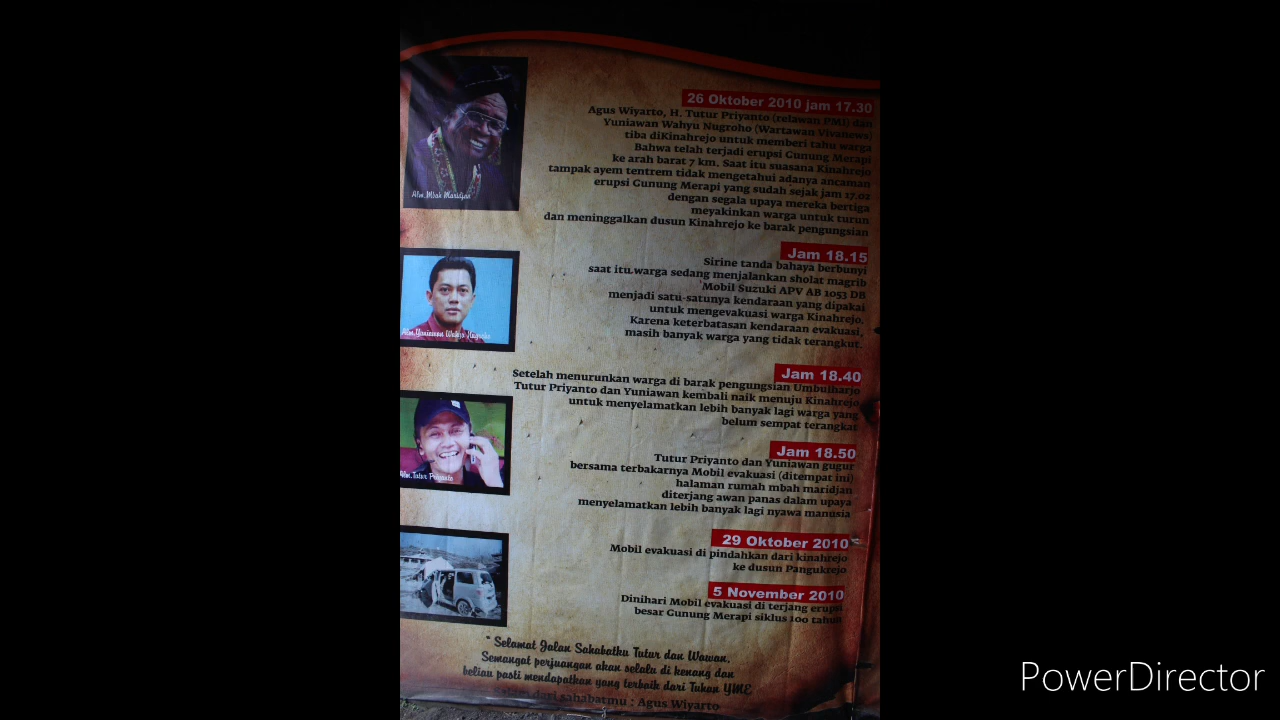 26 Oktober 2010 jam 17.30
Agus Wiyarto, H. Tutur Priyanto (relawan PMI) dan
Yuniawan Wahyu Nugroho (Wartawan Vivanews)
tiba diKinahrejo untuk memberi tahu warga
Bahwa telah terjadi erupsi Gunung Merapi
ke arah barat 7 km. Saat itu suasana Kinahrejo
tampak ayem tentrem tidak mengetahui adanya ancaman
erupsi Gunung Merapi yang sudah sejak jam 17.02
dengan segala upaya mereka bertiga
meyakinkan warga untuk turun
dan meninggalkan dusun Kinahrejo ke barak pengungsian
Alm. Mbah Maridjan
Jam 18.15
Sirine tanda bahaya berbunyi
saat itu.warga sedang menjalankan sholat magrib
Mobil Suzuki APV AB 1053 DB
menjadi satu-satunya kendaraan yang dipakai
untuk mengevakuasi warga Kinahrejo.
Karena keterbatasan kendaraan evakuasi,
masih banyak warga yang tidak terangkut.
Alm. Yuniawan Wahyu Nugroho
Jam 18.40
Setelah menurunkan warga di barak pengungsian Umbulharjo
Tutur Priyanto dan Yuniawan kembali naik menuju Kinahrejo
untuk menyelamatkan lebih banyak lagi warga yang
belum sempat terangkat
Jam 18.50
Tutur Priyanto dan Yuniawan gugur
bersama terbakarnya Mobil evakuasi (ditempat ini)
halaman rumah mbah maridjan
diterjang awan panas dalam upaya
menyelamatkan lebih banyak lagi nyawa manusia
Alm. Tutur Priyanto
29 Oktober 2010
Mobil evakuasi di pindahkan dari kinahrejo
ke dusun Pangukrejo
5 November 2010
Dinihari Mobil evakuasi di terjang erupsi
besar Gunung Merapi siklus 100 tahun
" Selamat Jalan Sahabatku Tutur dan Wawan,
Semangat perjuangan akan selalu di kenang dan
beliau pasti mendapatkan yang terbaik dari Tuhan YME
dari sahabatmu : Agus Wiyarto
PowerDirector